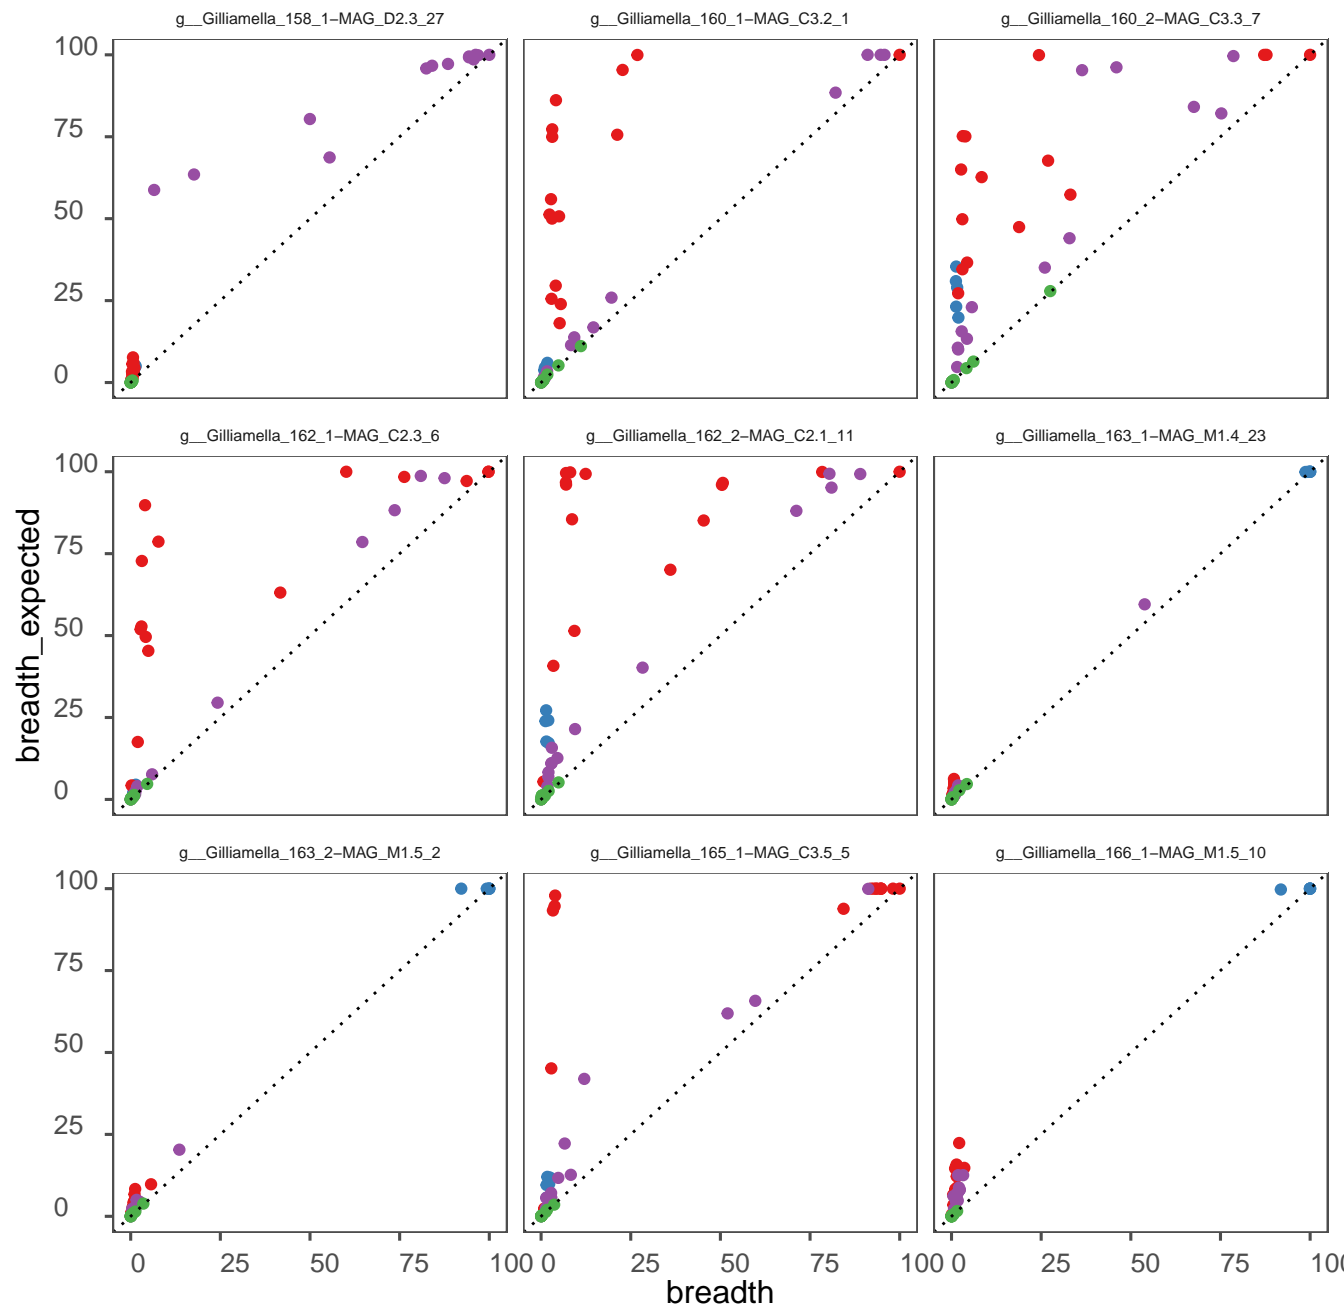 g__Gilliamella_158_1−MAG_D2.3_27
g__Gilliamella_160_1−MAG_C3.2_1
g__Gilliamella_160_2−MAG_C3.3_7
100
75
50
25
0
g__Gilliamella_162_1−MAG_C2.3_6
g__Gilliamella_162_2−MAG_C2.1_11
g__Gilliamella_163_1−MAG_M1.4_23
100
75
50
25
0
breadth_expected
g__Gilliamella_163_2−MAG_M1.5_2
g__Gilliamella_165_1−MAG_C3.5_5
g__Gilliamella_166_1−MAG_M1.5_10
100
75
50
25
0
0 25 50 75 100 0 25 50 75 100 0 25 50 75 100
breadth